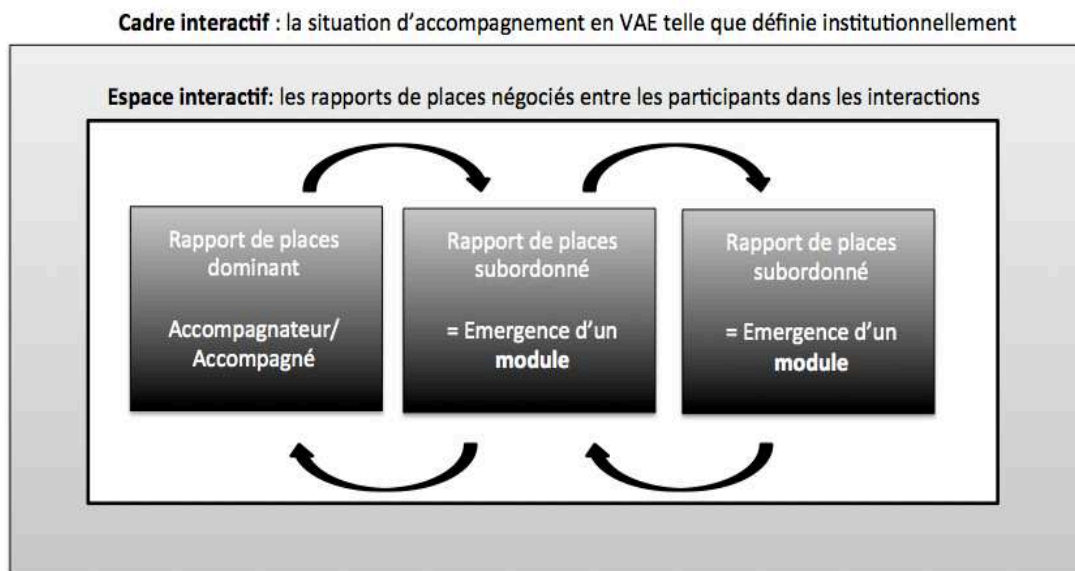 Cadre interactif : la situation d’accompagnement en VAE telle que définie institutionnellement
Espace interactif: les rapports de places négociés entre les participants dans les interactions
Rapport de places
dominant
Accompagnateur/
Accompagné
Rapport de places
subordonné
= Emergence d’un
module
Rapport de places
subordonné
= Emergence d’un
module